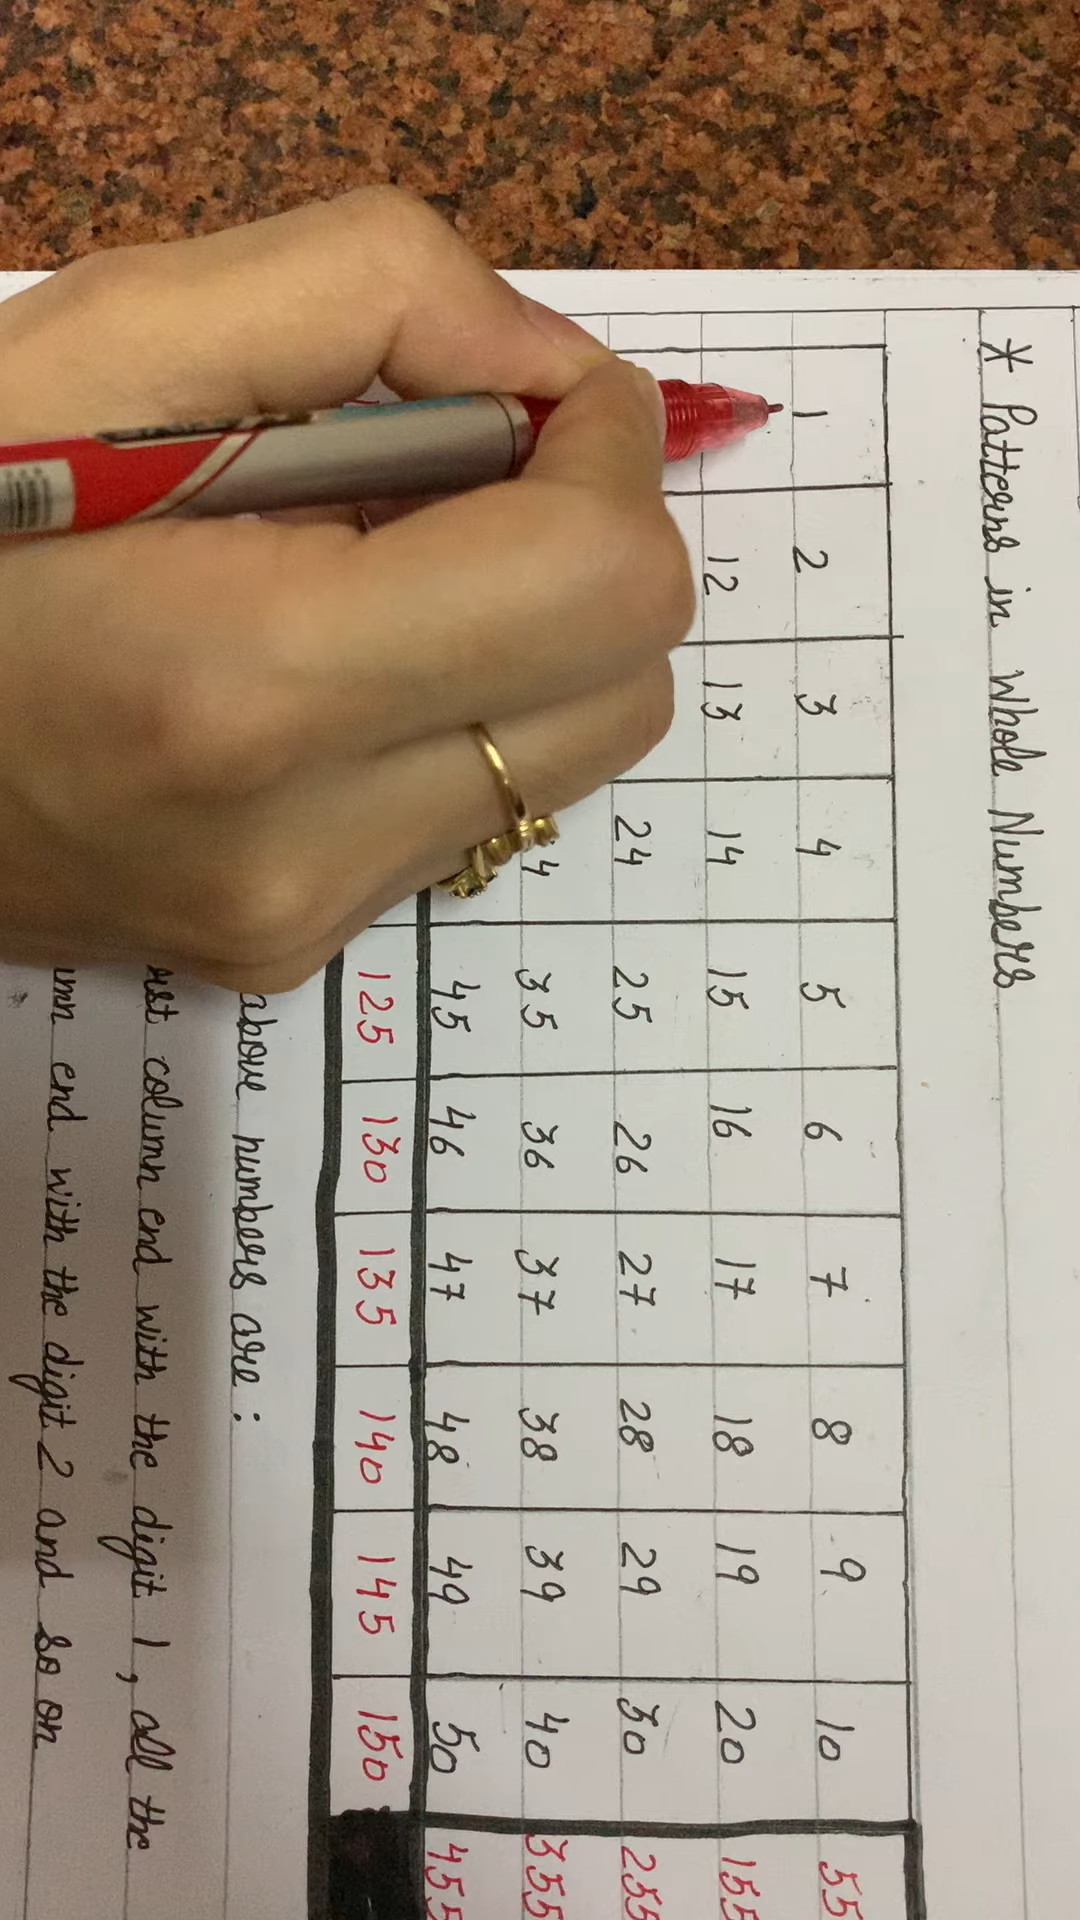 * Patterns in Whole Numbers
1 2 3 4 5 6 7 8 9 10 55
12 13 14 15 16 17 18 19 20 155
24 25 26 27 28 29 30 255
4 35 36 37 38 39 40 355
45 46 47 48 49 50 455
125 130 135 140 145 150
above numbers are :
column end with the digit 1, all the
end with the digit 2 and so on